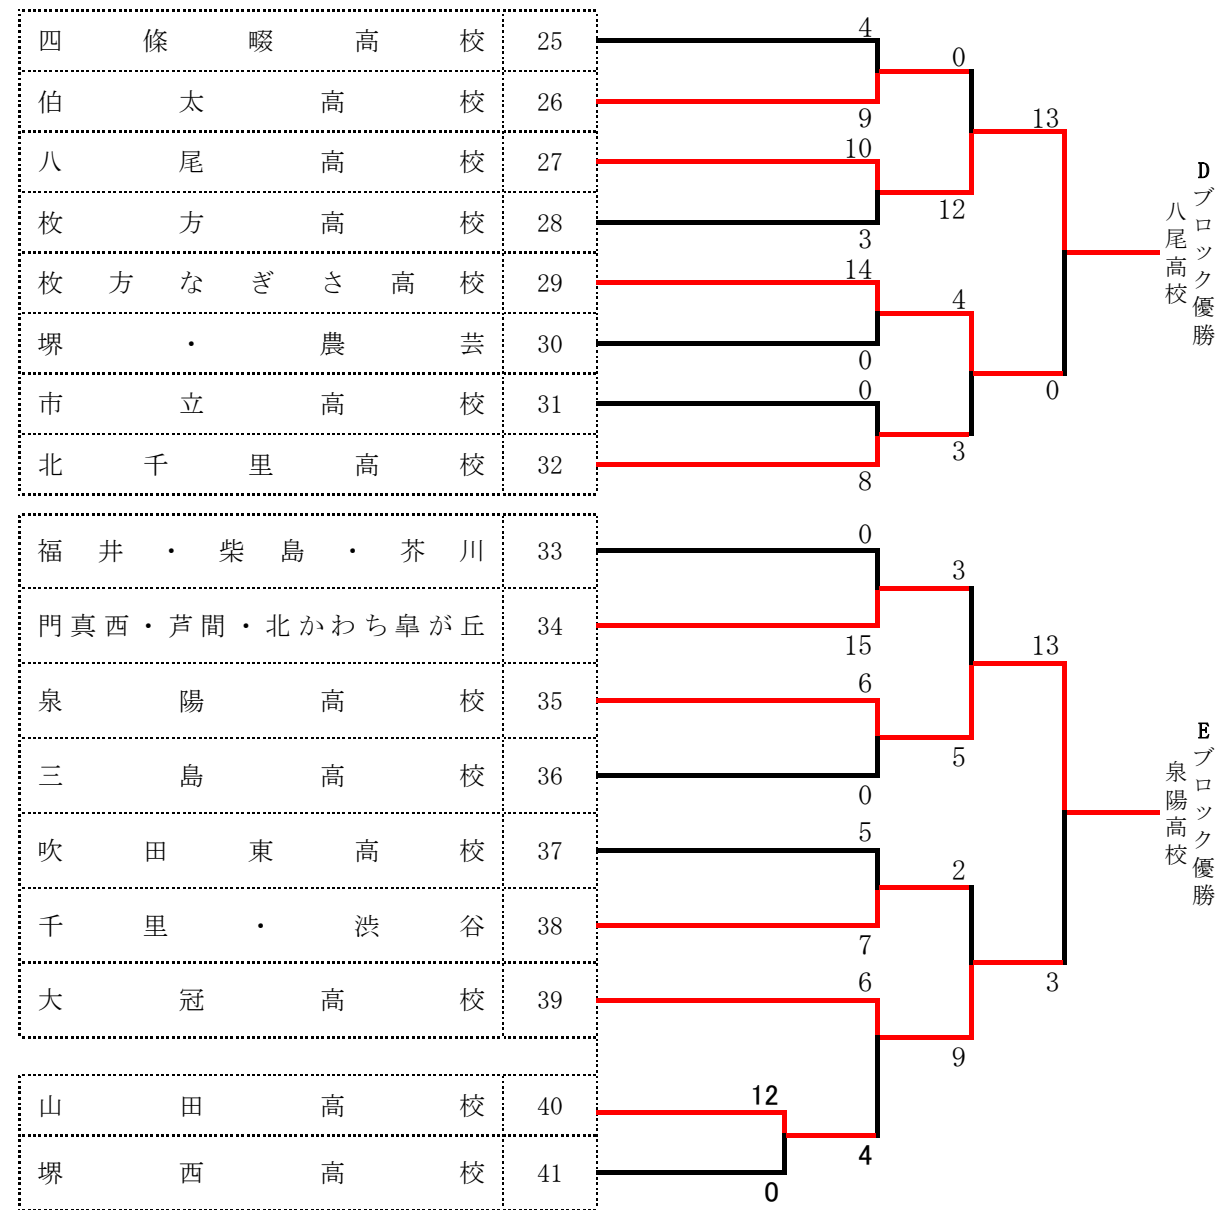 四條畷高校 25
伯太高校 26
八尾高校 27
枚方高校 28
枚方なぎさ高校 29
堺・農芸 30
市立高校 31
北千里高校 32
4
9
10
3
14
0
0
8
0
12
4
3
13
0
Dブロック優勝
八尾高校
福井・柴島・芥川 33
門真西・芦間・北かわち皐が丘 34
泉陽高校 35
三島高校 36
吹田東高校 37
千里・渋谷 38
大冠高校 39
山田高校 40
堺西高校 41
0
15
6
0
5
7
6
4
12
0
3
5
2
9
13
3
Eブロック優勝
泉陽高校